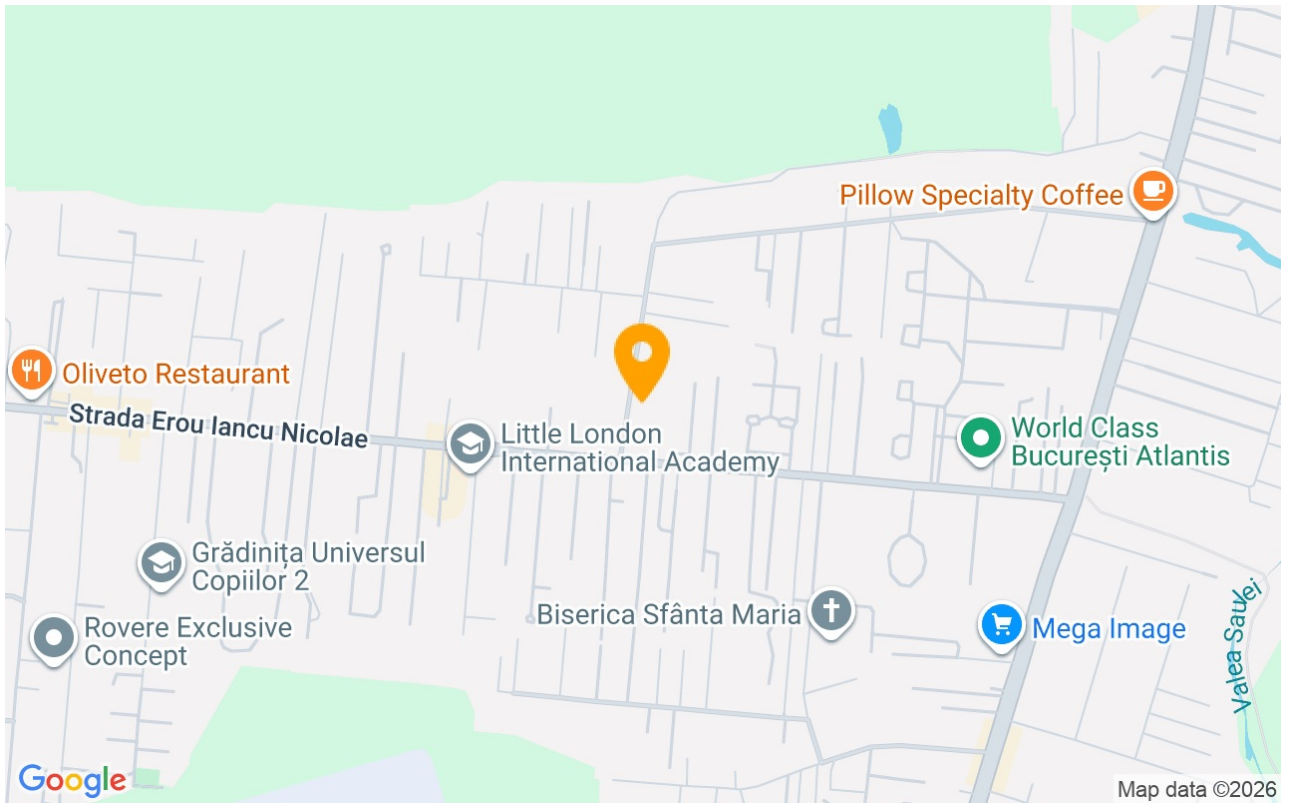 Pillow Specialty Coffee
Oliveto Restaurant
Strada Erou Iancu Nicolae
Little London
International Academy
World Class
București Atlantis
Grădinița Universul
Copiilor 2
Biserica Sfânta Maria
Mega Image
Rovere Exclusive
Concept
Valea Saulei
Google
Map data ©2026